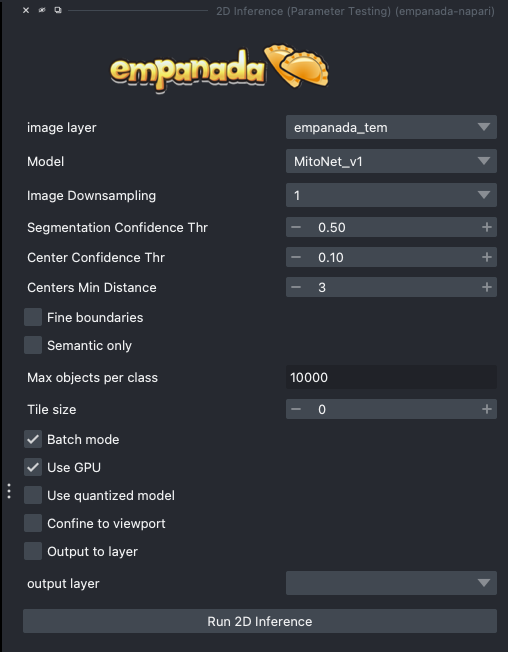 2D Inference (Parameter Testing) (empanada-napari)
empanada
image layer empanada_tem
Model MitoNet_v1
Image Downsampling 1
Segmentation Confidence Thr 0.50
Center Confidence Thr 0.10
Centers Min Distance 3
Fine boundaries
Semantic only
Max objects per class 10000
Tile size 0
Batch mode
Use GPU
Use quantized model
Confine to viewport
Output to layer
output layer
Run 2D Inference